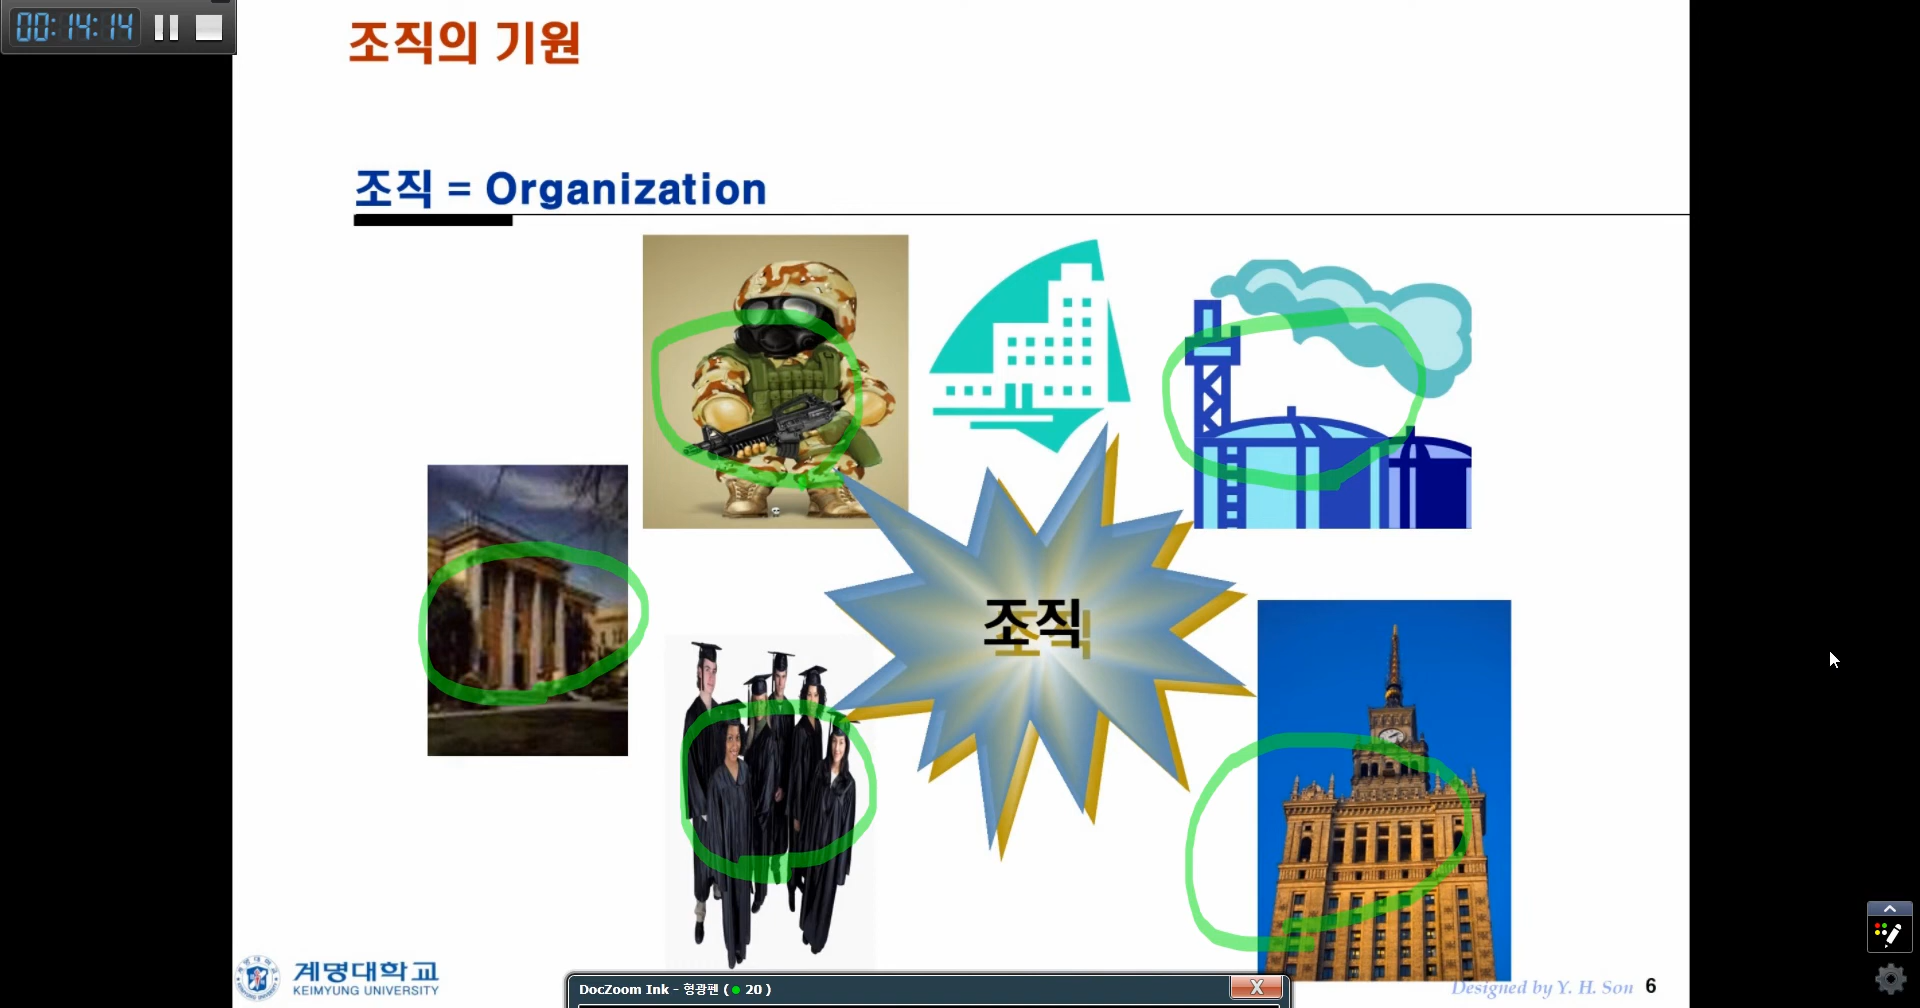 00:14:14
조직의 기원
조직 = Organization
조직
계명대학교
KEIMYUNG UNIVERSITY
DocZoom Ink - 형광펜 ( 20 )
X
Designed by Y. H. Son 6